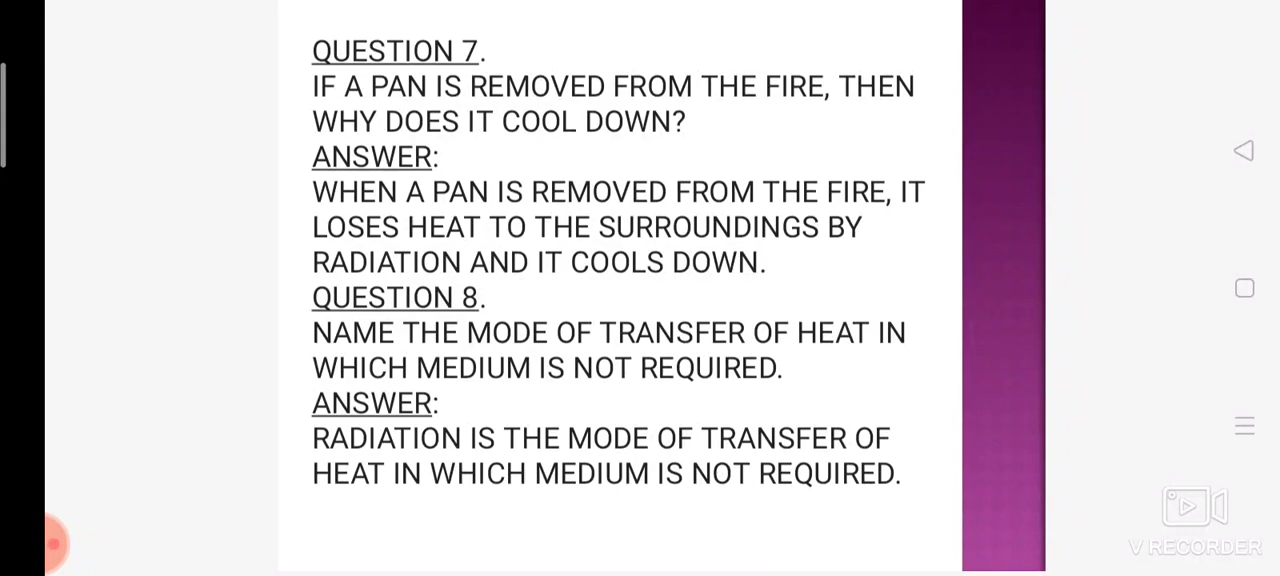 QUESTION 7.
IF A PAN IS REMOVED FROM THE FIRE, THEN
WHY DOES IT COOL DOWN?
ANSWER:
WHEN A PAN IS REMOVED FROM THE FIRE, IT
LOSES HEAT TO THE SURROUNDINGS BY
RADIATION AND IT COOLS DOWN.
QUESTION 8.
NAME THE MODE OF TRANSFER OF HEAT IN
WHICH MEDIUM IS NOT REQUIRED.
ANSWER:
RADIATION IS THE MODE OF TRANSFER OF
HEAT IN WHICH MEDIUM IS NOT REQUIRED.
V RECORDER